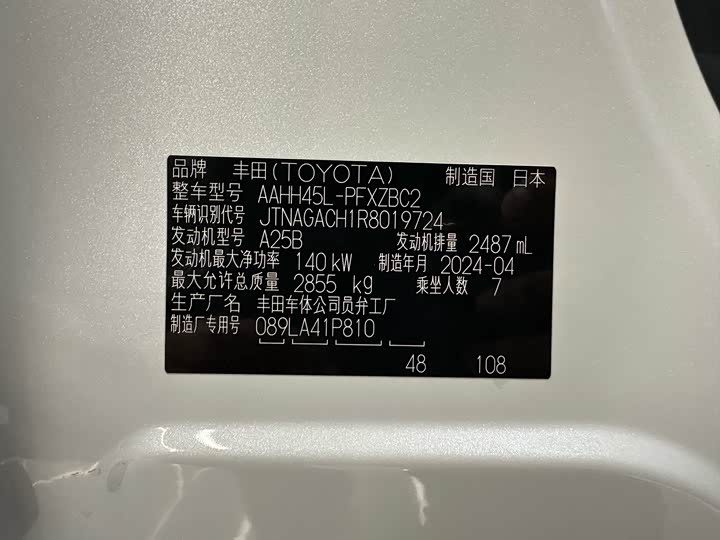 品牌 丰田(TOYOTA) 制造国 日本
整车型号 AAHH45L-PFXZBC2
车辆识别代号 JTNAGACH1R8019724
发动机型号 A25B 发动机排量 2487 mL
发动机最大净功率 140 kW 制造年月 2024-04
最大允许总质量 2855 kg 乘坐人数 7
生产厂名 丰田车体公司员弁工厂
制造厂专用号 089LA41P810
48 108